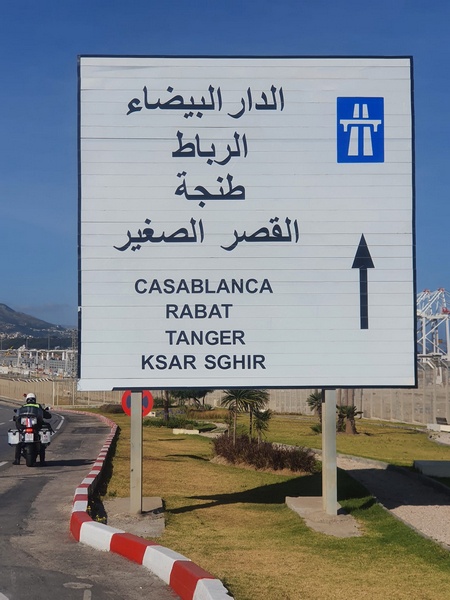 الدار البيضاء
الرباط
طنجة
القصر الصغير
CASABLANCA
RABAT
TANGER
KSAR SGHIR